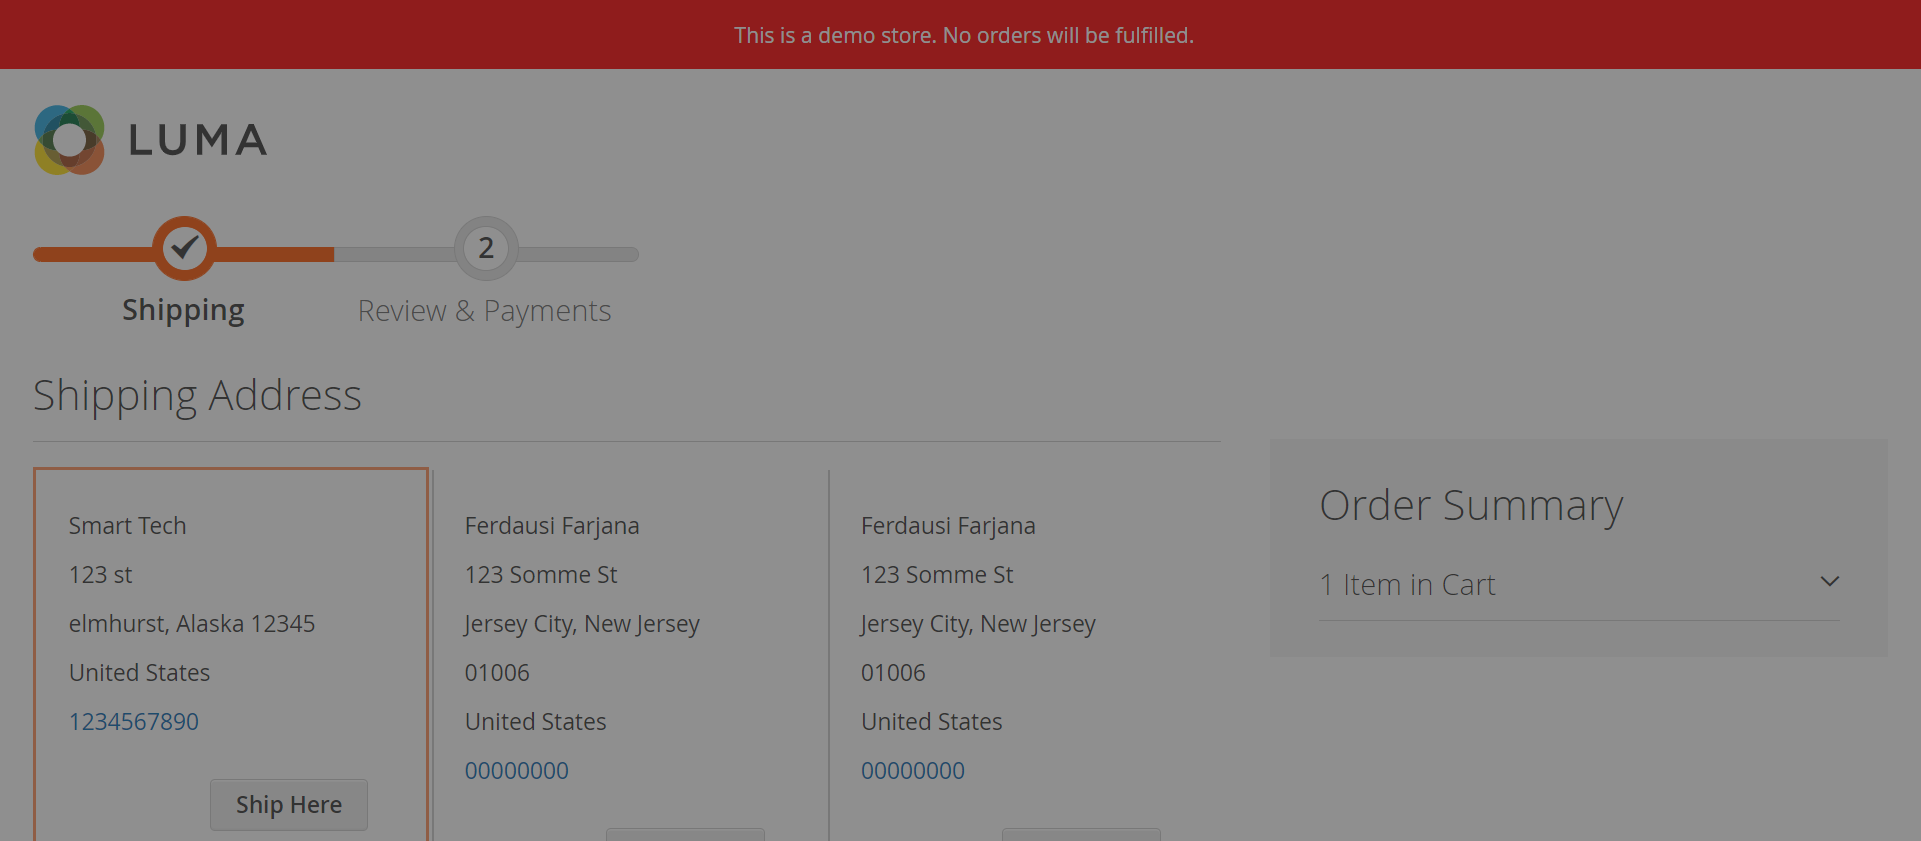 This is a demo store. No orders will be fulfilled.
LUMA
2
Shipping
Review & Payments
Shipping Address
Smart Tech
123 st
elmhurst, Alaska 12345
United States
1234567890
Ship Here
Ferdausi Farjana
123 Somme St
Jersey City, New Jersey
01006
United States
00000000
Ferdausi Farjana
123 Somme St
Jersey City, New Jersey
01006
United States
00000000
Order Summary
1 Item in Cart